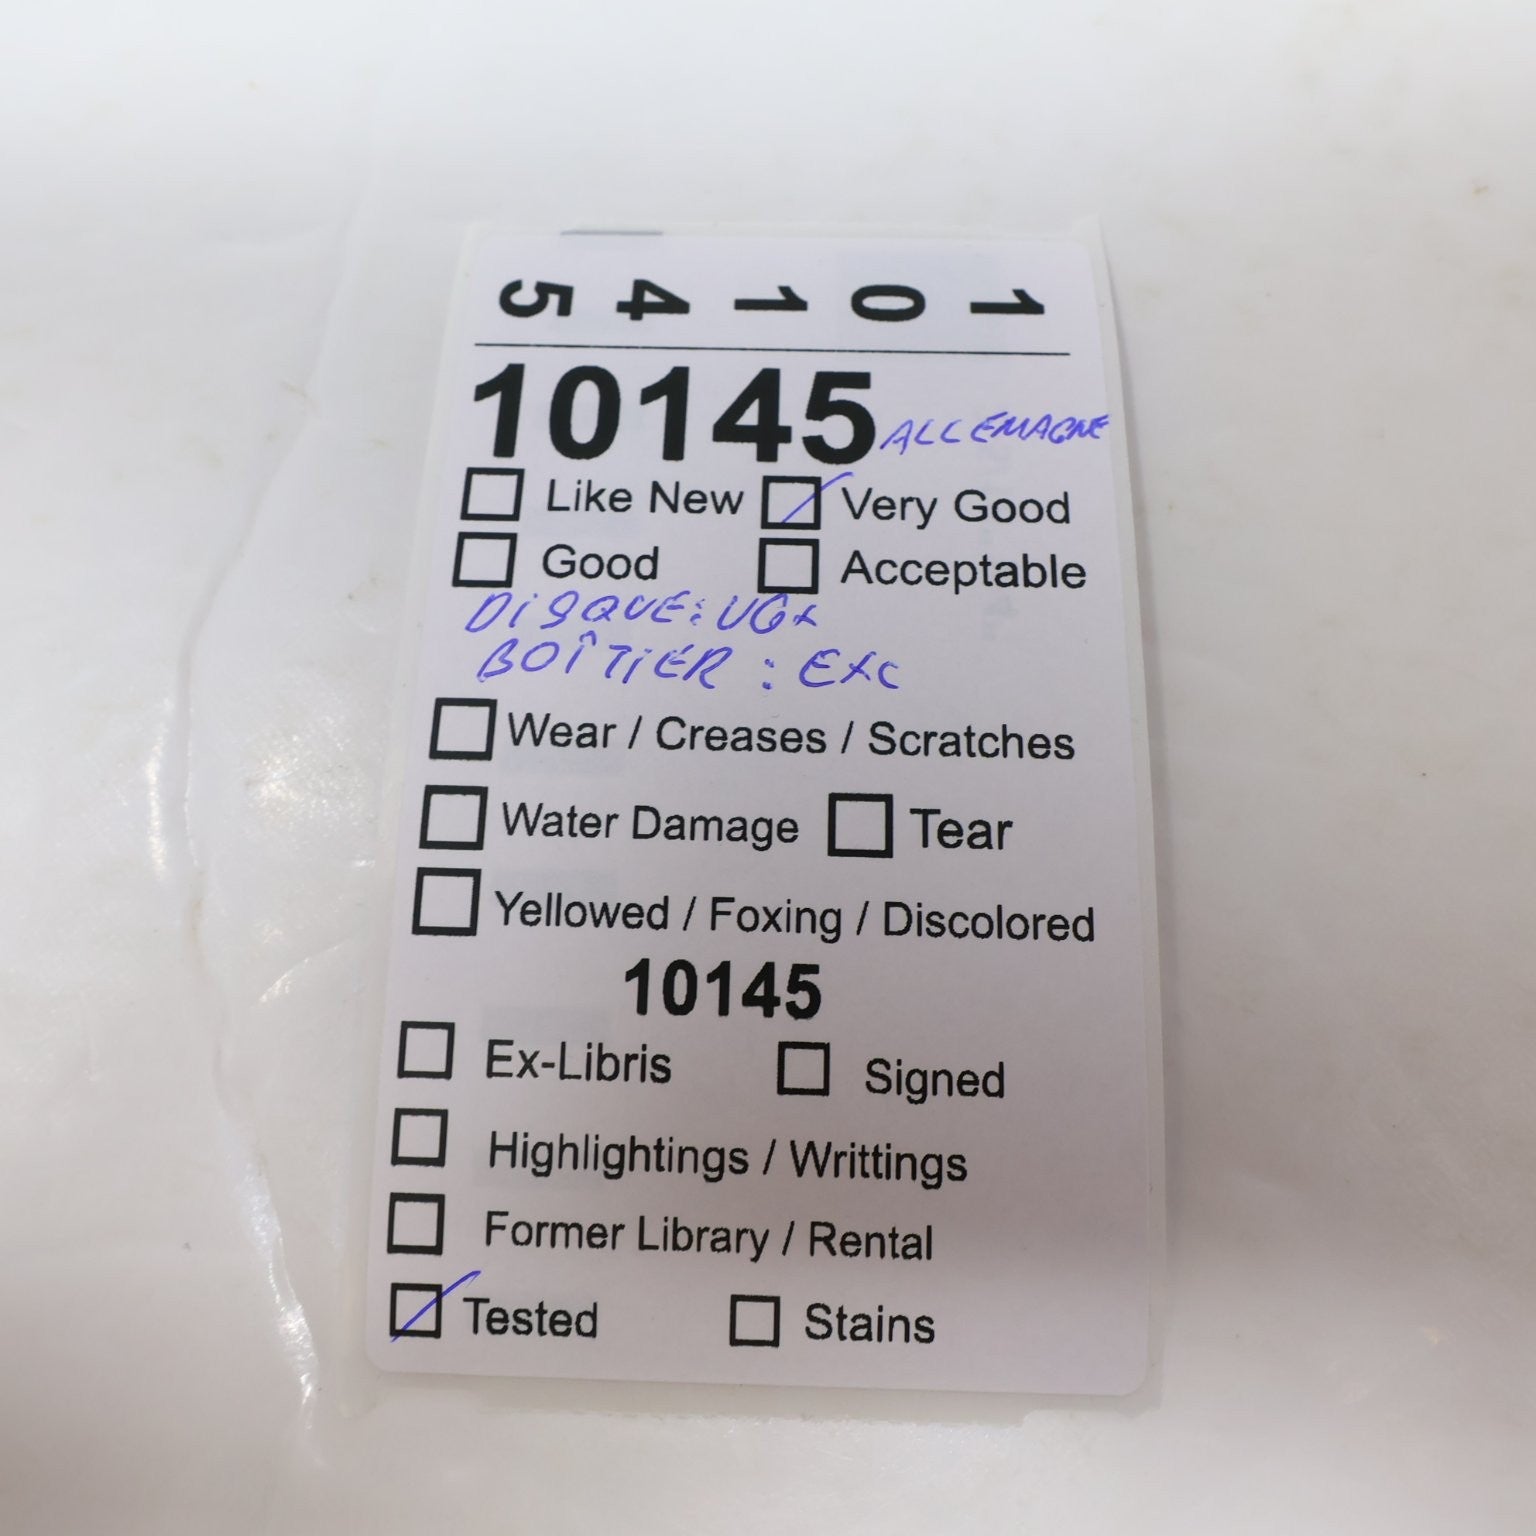 10145
10145 ALLEMAGNE
Like New Very Good
Good Acceptable
DISQUE: VG+
BOÎTIER : EXC
Wear / Creases / Scratches
Water Damage Tear
Yellowed / Foxing / Discolored
10145
Ex-Libris Signed
Highlightings / Writtings
Former Library / Rental
Tested Stains